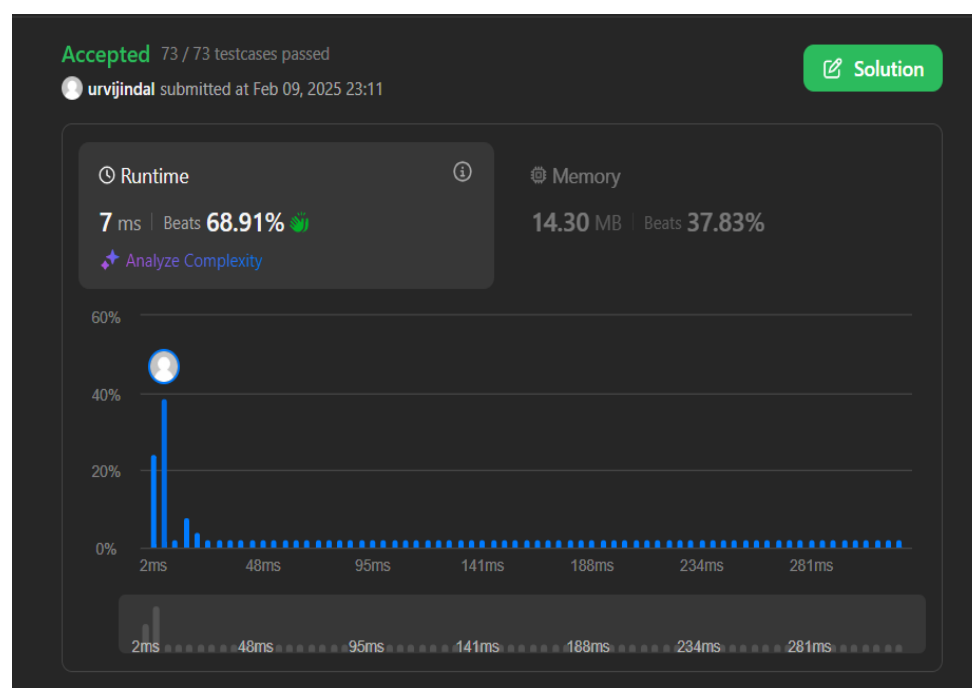 Accepted 73 / 73 testcases passed
urvijindal submitted at Feb 09, 2025 23:11
Solution
Runtime
7 ms | Beats 68.91%
Analyze Complexity
Memory
14.30 MB | Beats 37.83%
60%
40%
20%
0%
2ms 48ms 95ms 141ms 188ms 234ms 281ms
2ms 48ms 95ms 141ms 188ms 234ms 281ms